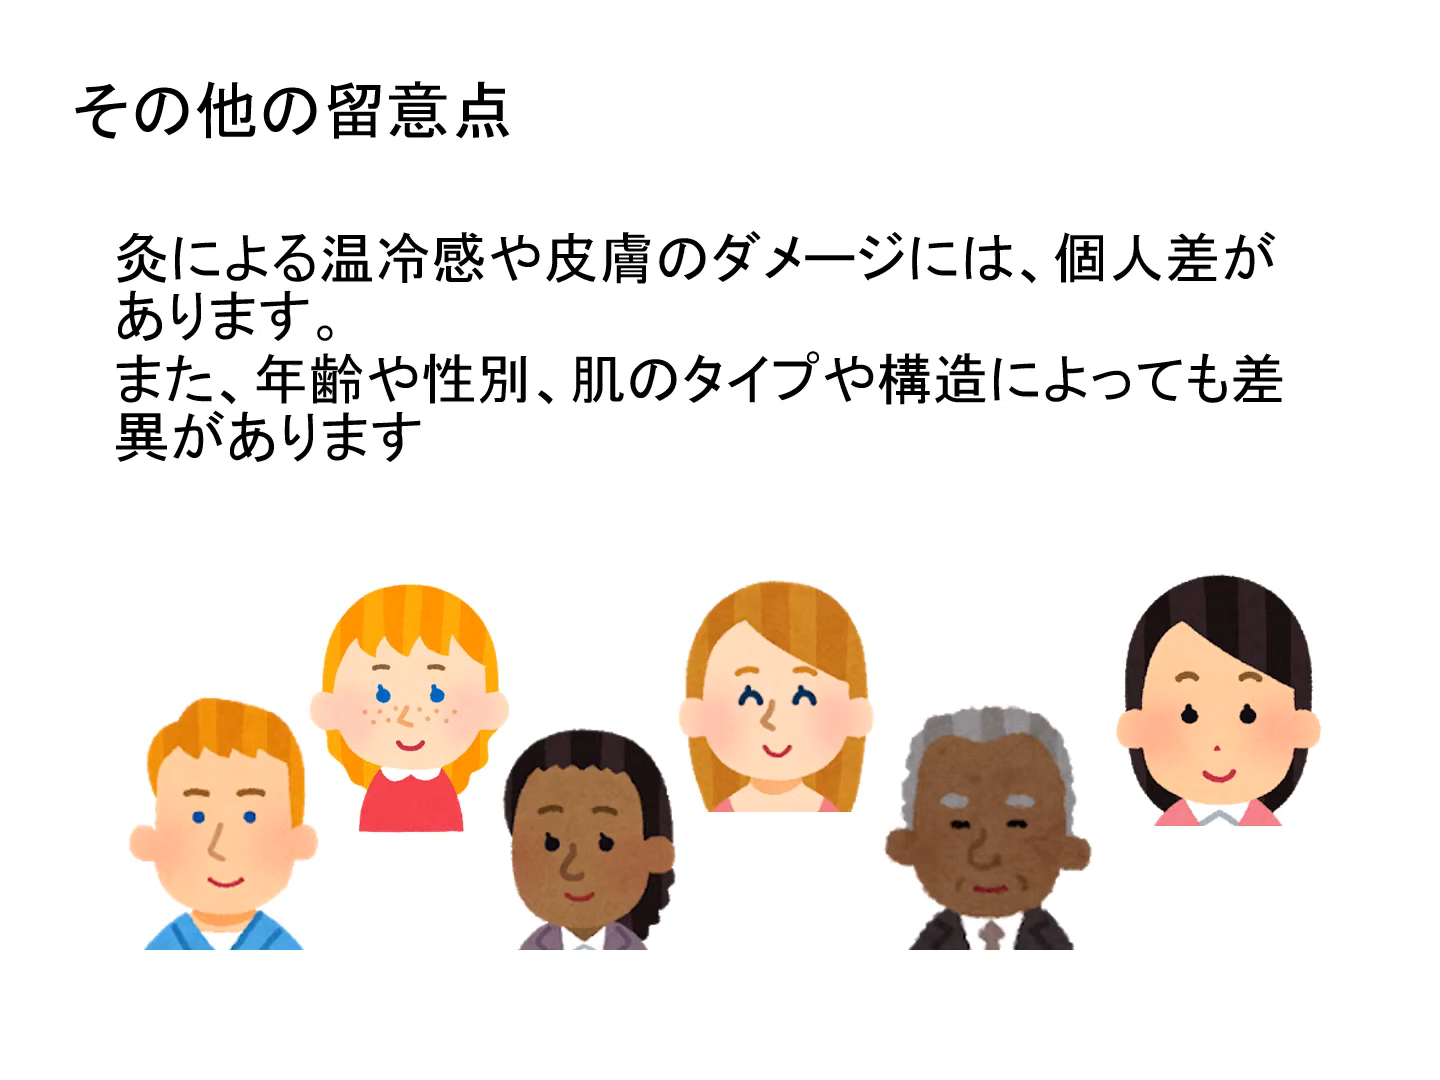 その他の留意点
灸による温冷感や皮膚のダメージには、個人差が
あります。
また、年齢や性別、肌のタイプや構造によっても差
異があります